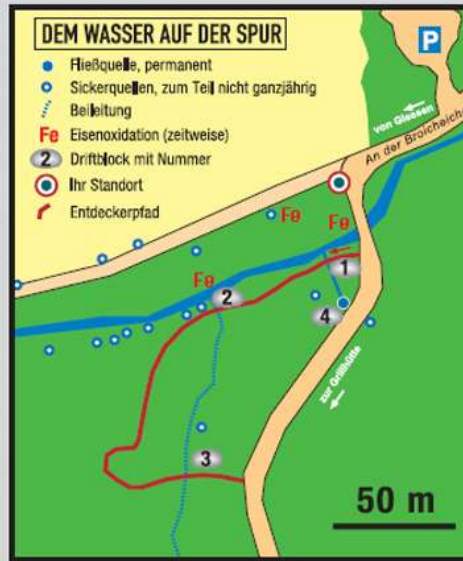 DEM WASSER AUF DER SPUR
P
Fließquelle, permanent
Sickerquellen, zum Teil nicht ganzjährig
Beileitung
Fe Eisenoxidation (zeitweise)
2 Driftblock mit Nummer
Ihr Standort
Entdeckerpfad
von Glessen
An der Broicheich
Fe
Fe
Fe
1
2
4
zur Grillhütte
3
50 m